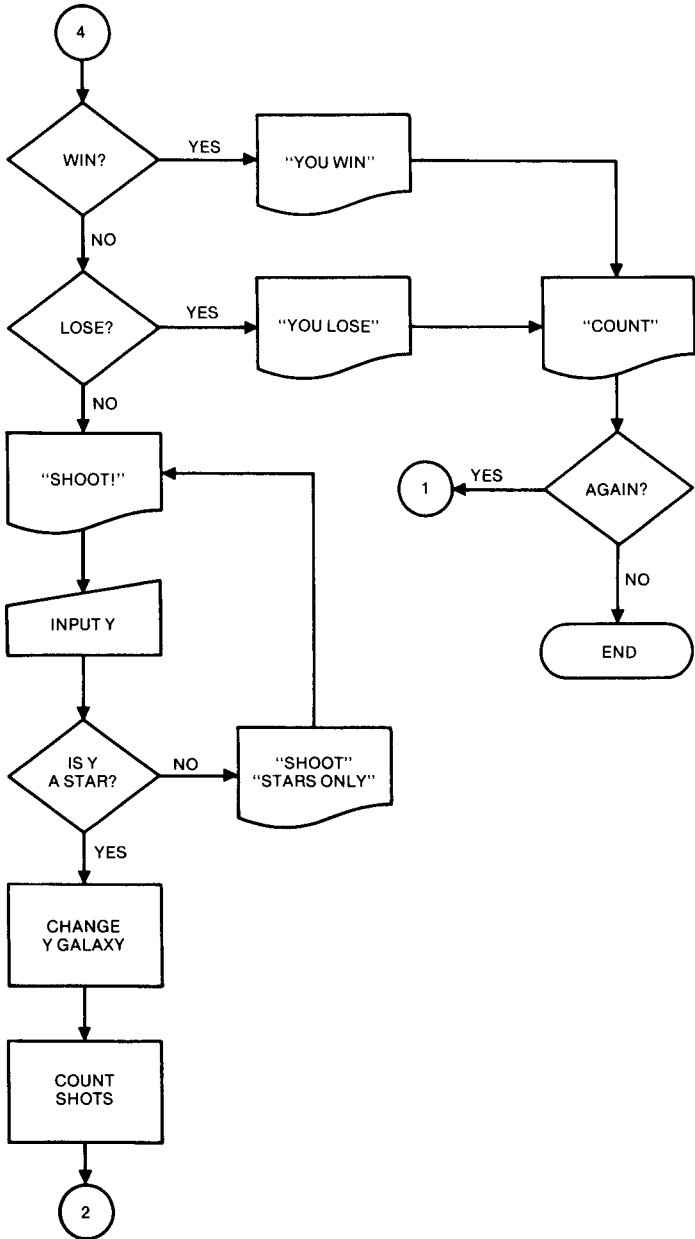 4
WIN?
YES
“YOU WIN”
NO
LOSE?
YES
“YOU LOSE”
“COUNT”
NO
“SHOOT!”
1
YES
AGAIN?
NO
INPUT Y
END
IS Y
A STAR?
NO
“SHOOT”
“STARS ONLY”
YES
CHANGE
Y GALAXY
COUNT
SHOTS
2